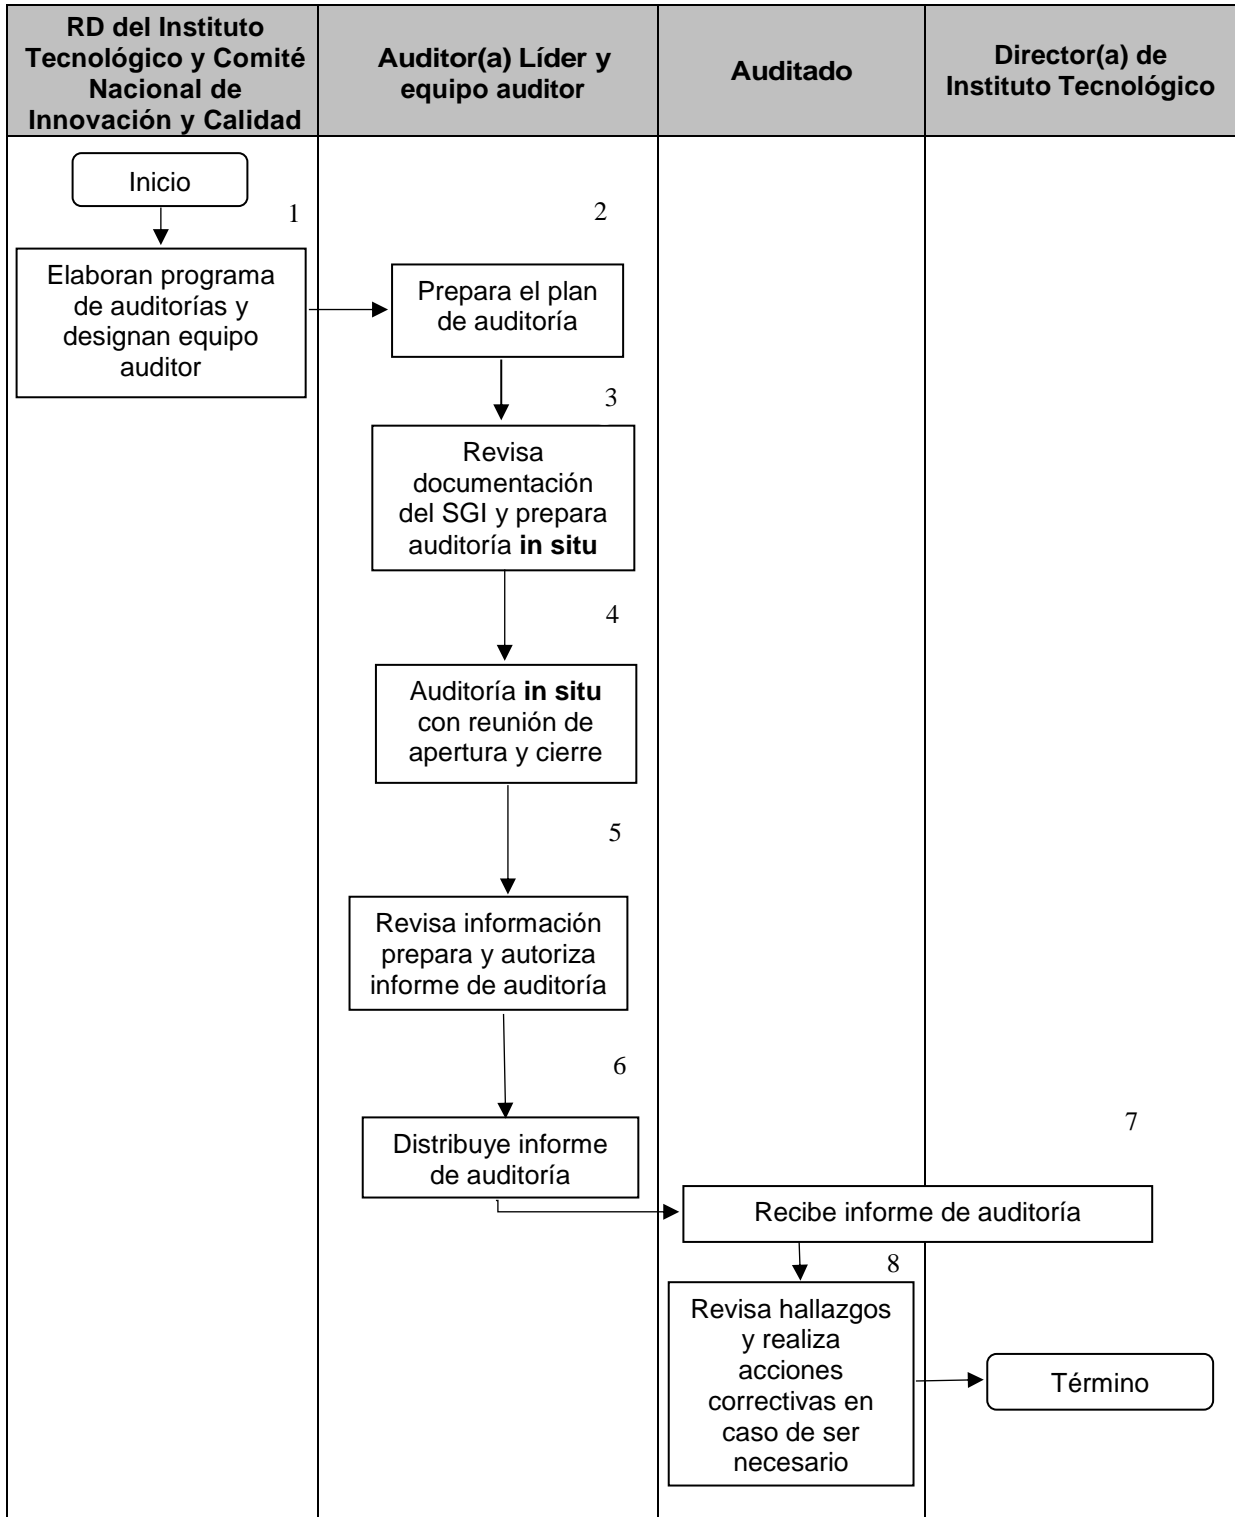 RD del Instituto
Tecnológico y Comité
Nacional de
Innovación y Calidad
Auditor(a) Líder y
equipo auditor
Auditado
Director(a) de
Instituto Tecnológico
Inicio
1
Elaboran programa
de auditorías y
designan equipo
auditor
2
Prepara el plan
de auditoría
3
Revisa
documentación
del SGI y prepara
auditoría in situ
4
Auditoría in situ
con reunión de
apertura y cierre
5
Revisa información
prepara y autoriza
informe de auditoría
6
Distribuye informe
de auditoría
7
Recibe informe de auditoría
8
Revisa hallazgos
y realiza
acciones
correctivas en
caso de ser
necesario
Término